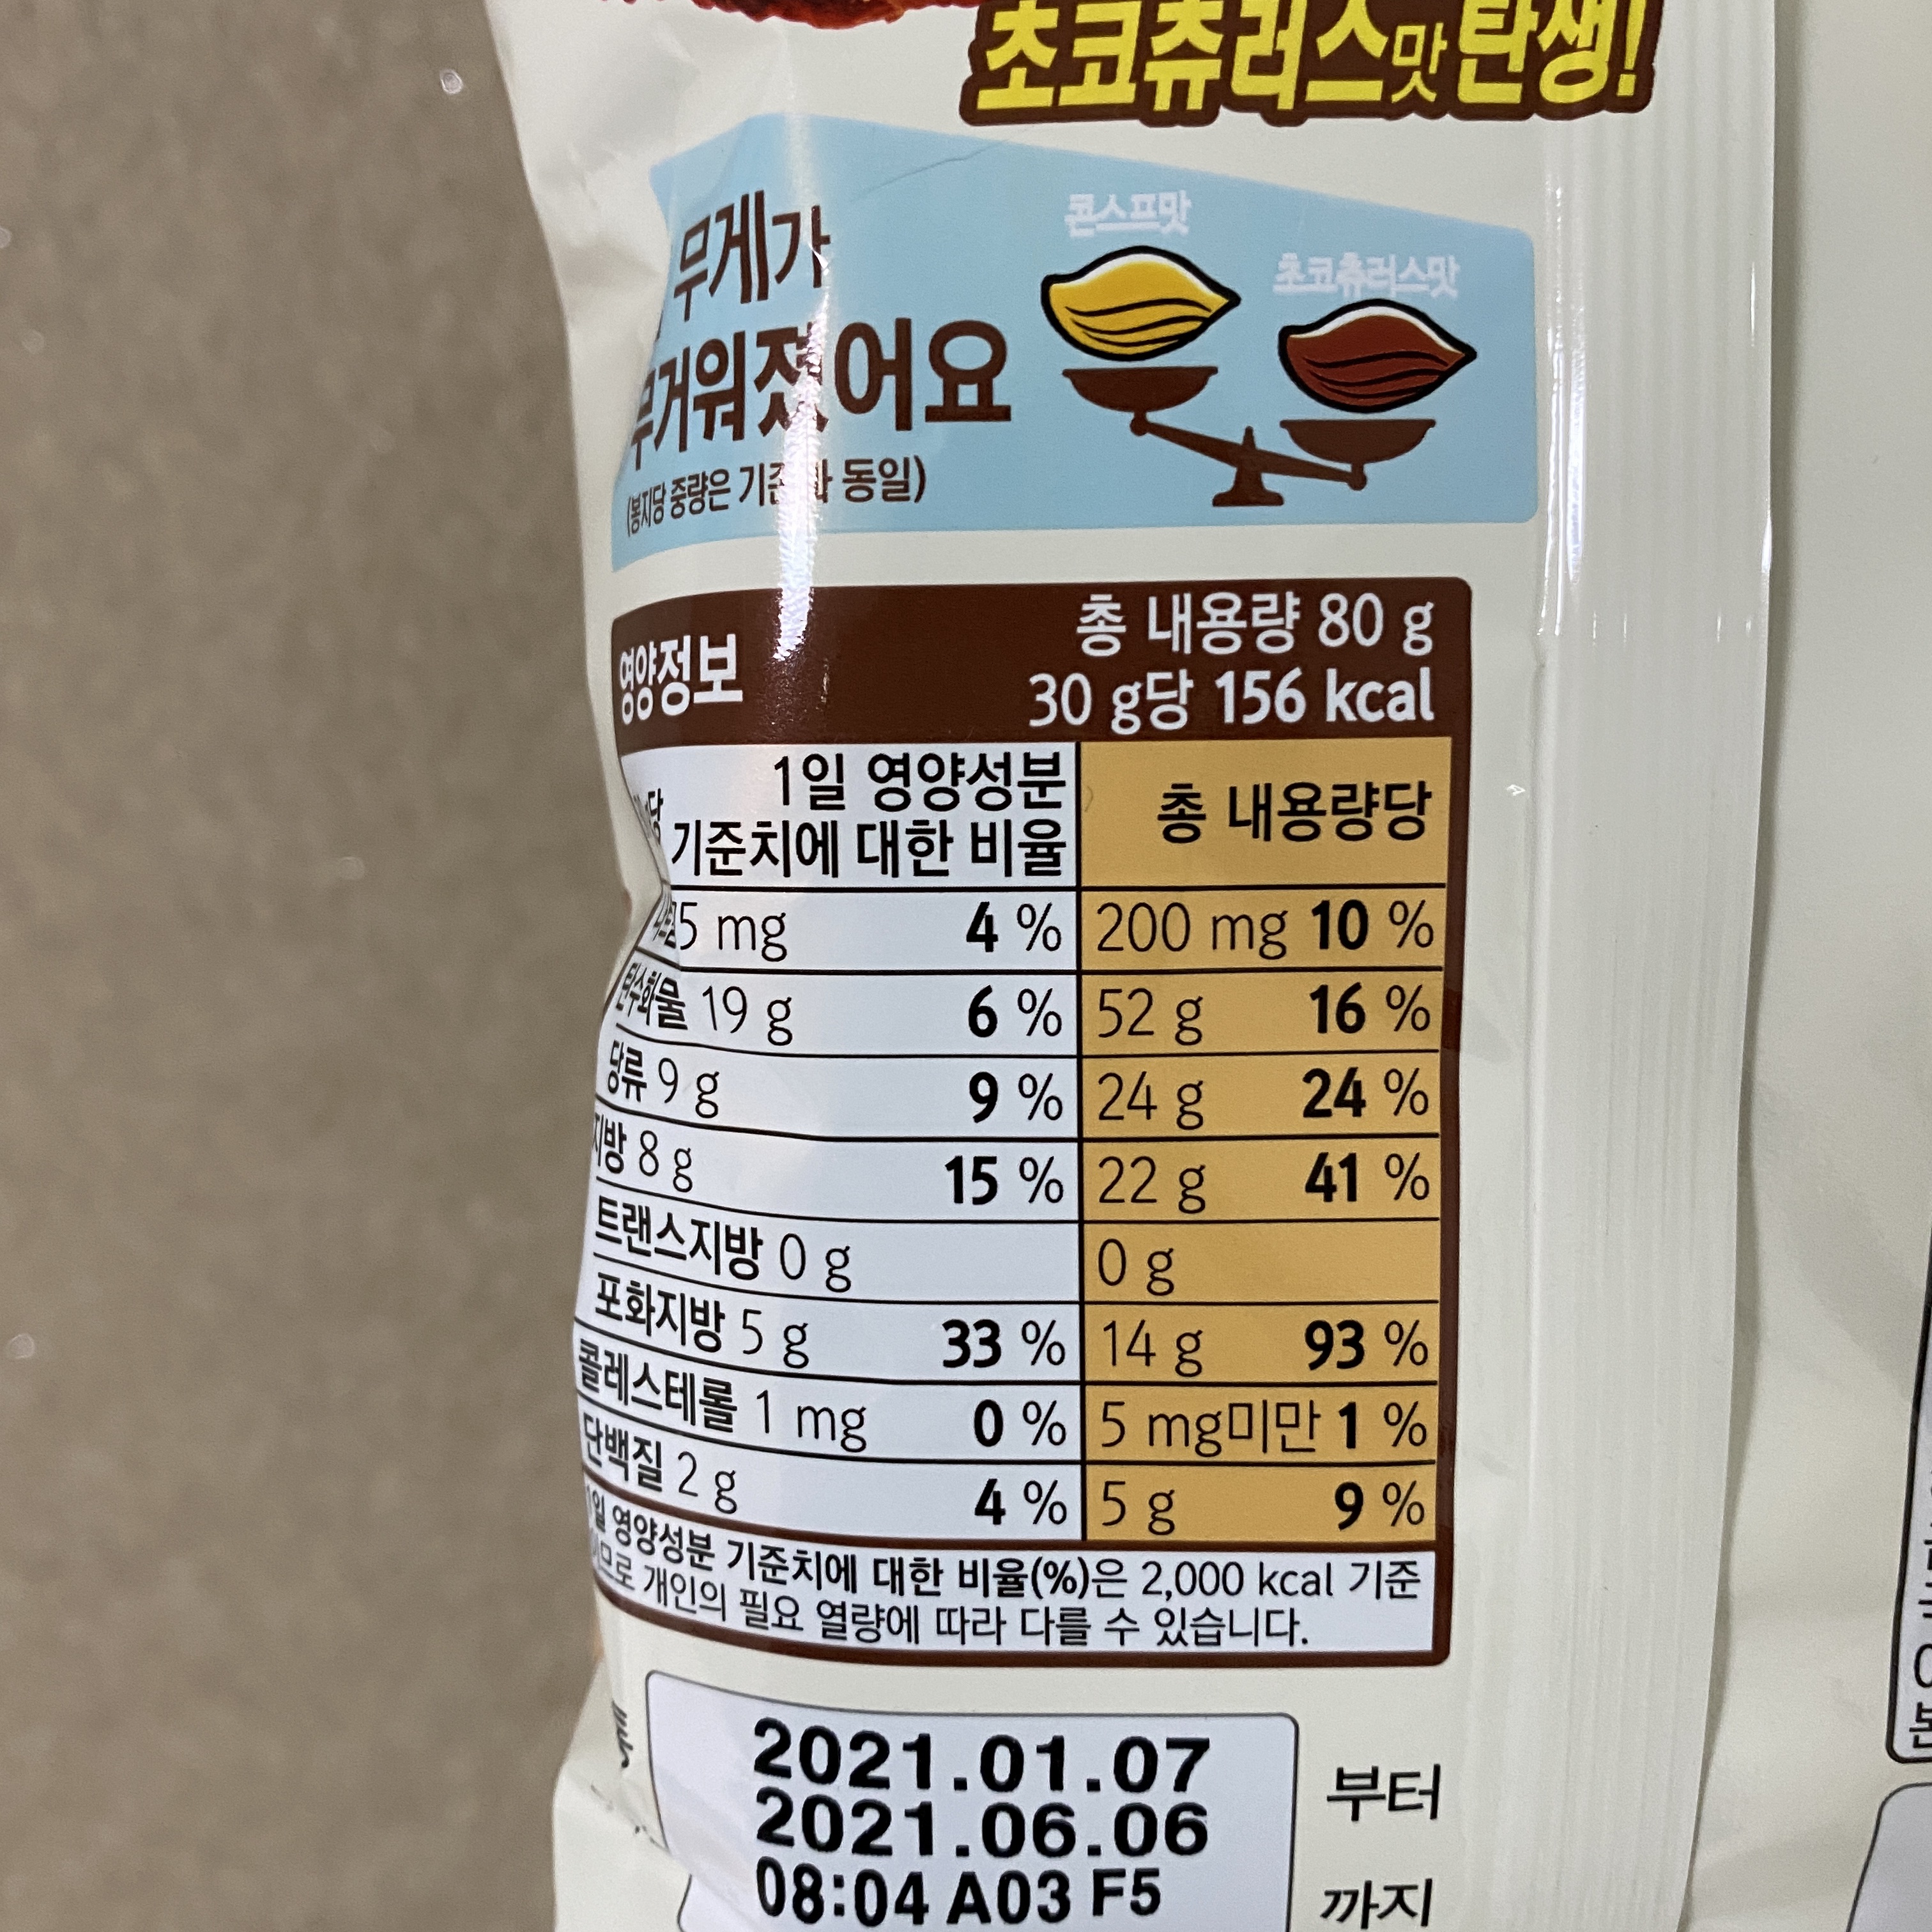 초코츄러스맛 탄생!
무게가
콘스프맛
초코츄러스맛
무거워졌어요
(봉지당 중량은 기존과 동일)
영양정보
총 내용량 80 g
30 g당 156 kcal
당 1일 영양성분
기준치에 대한 비율
총 내용량당
나트륨 5 mg 4 % 200 mg 10 %
탄수화물 19 g 6 % 52 g 16 %
당류 9 g 9 % 24 g 24 %
지방 8 g 15 % 22 g 41 %
트랜스지방 0 g 0 g
포화지방 5 g 33 % 14 g 93 %
콜레스테롤 1 mg 0 % 5 mg미만 1 %
단백질 2 g 4 % 5 g 9 %
1일 영양성분 기준치에 대한 비율(%)은 2,000 kcal 기준
이므로 개인의 필요 열량에 따라 다를 수 있습니다.
2021.01.07 부터
2021.06.06
08:04 A03 F5 까지